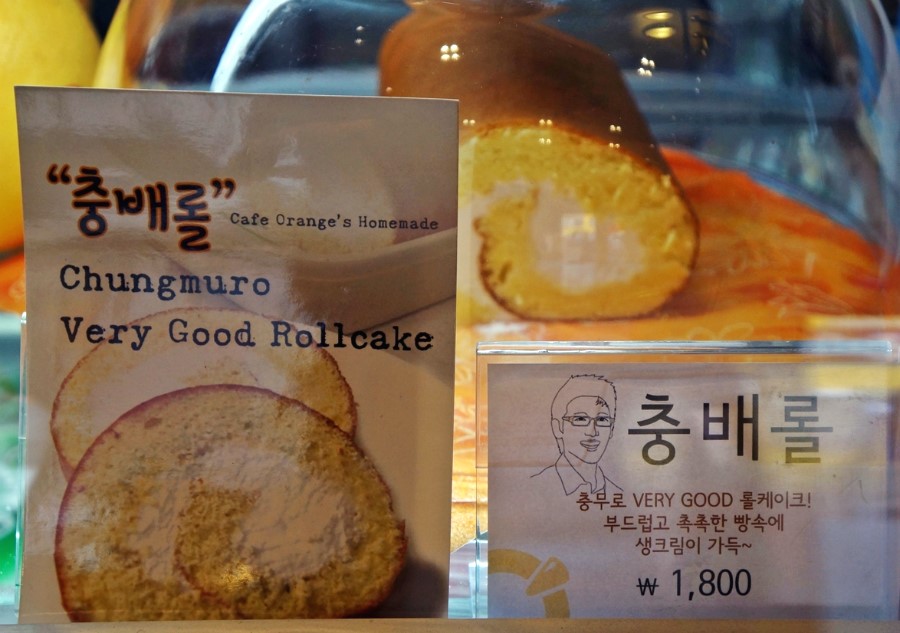 “충배롤” Cafe Orange's Homemade
Chungmuro
Very Good Rollcake
충배롤
충무로 VERY GOOD 롤케이크!
부드럽고 촉촉한 빵속에
생크림이 가득~
₩ 1,800